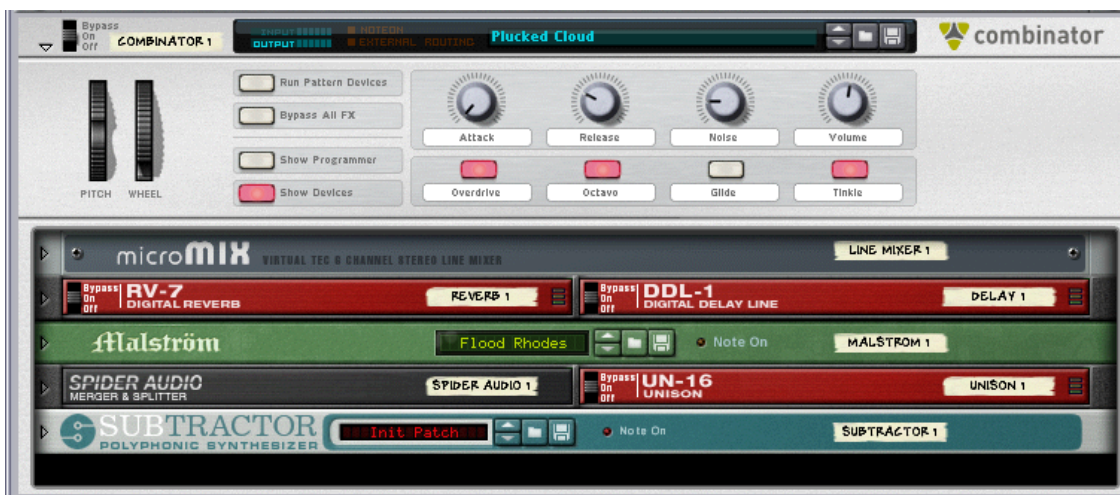 Bypass
On
Off
COMBINATOR 1
INPUT
NOTEON
OUTPUT
EXTERNAL ROUTING
Plucked Cloud
combinator
Run Pattern Devices
Bypass All FX
Show Programmer
Show Devices
PITCH
WHEEL
Attack
Release
Noise
Volume
Overdrive
Octavo
Glide
Tinkle
microMIX
VIRTUAL TEC 6 CHANNEL STEREO LINE MIXER
LINE MIXER 1
Bypass
On
Off
RV-7
DIGITAL REVERB
REVERB 1
Bypass
On
Off
DDL-1
DIGITAL DELAY LINE
DELAY 1
Malström
Flood Rhodes
Note On
MALSTROM 1
SPIDER AUDIO
MERGER & SPLITTER
SPIDER AUDIO 1
Bypass
On
Off
UN-16
UNISON
UNISON 1
SUBTRACTOR
POLYPHONIC SYNTHESIZER
Init Patch
Note On
SUBTRACTOR 1